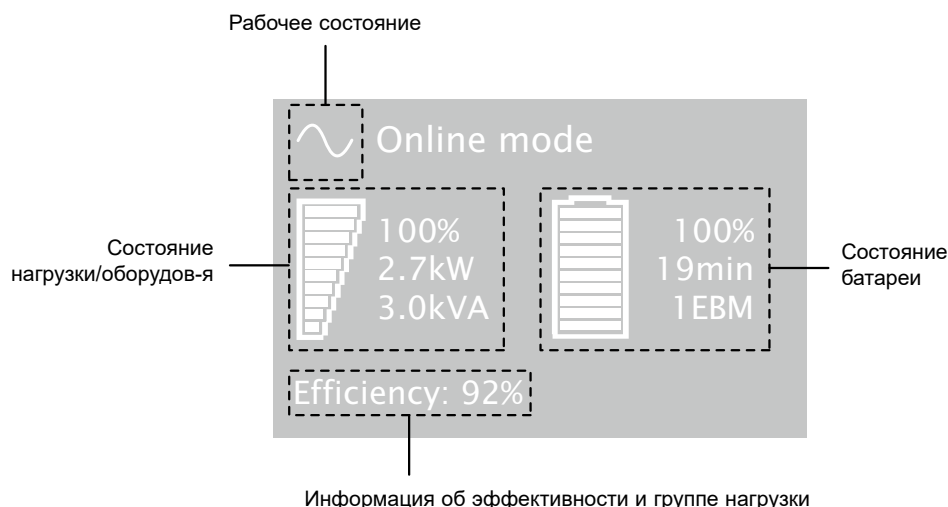 Рабочее состояние
Online mode
Состояние
нагрузки/оборудов-я
100%
2.7kW
3.0kVA
100%
19min
1EBM
Состояние
батареи
Efficiency: 92%
Информация об эффективности и группе нагрузки